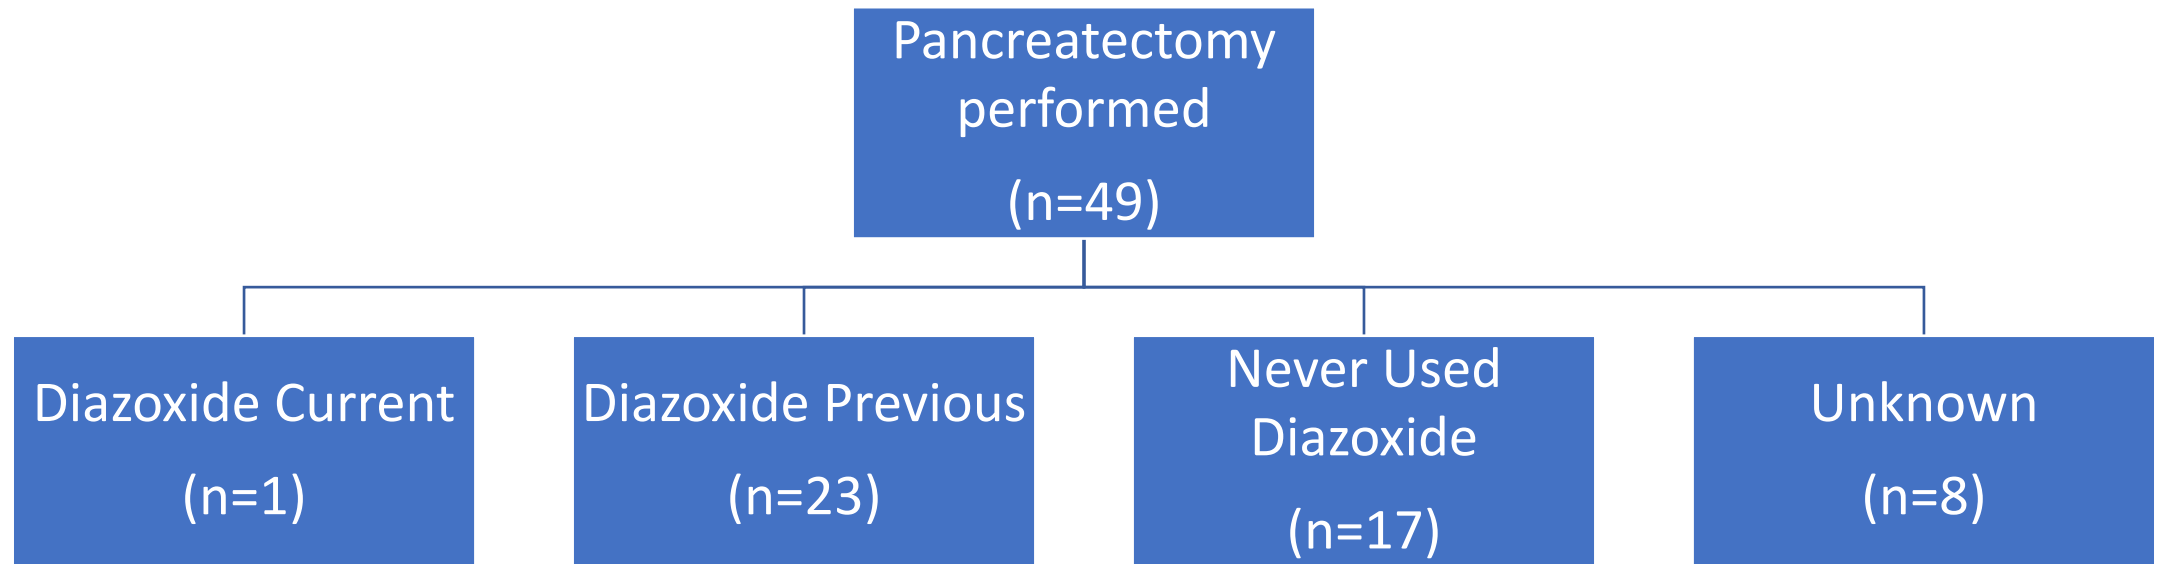 Pancreatectomy
performed
(n=49)
Diazoxide Current
(n=1)
Diazoxide Previous
(n=23)
Never Used
Diazoxide
(n=17)
Unknown
(n=8)